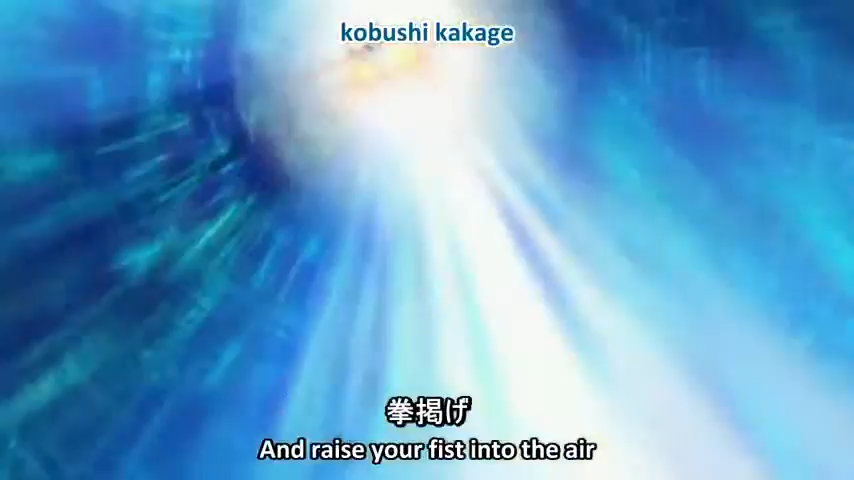 kobushi kakage
拳掲げ
And raise your fist into the air